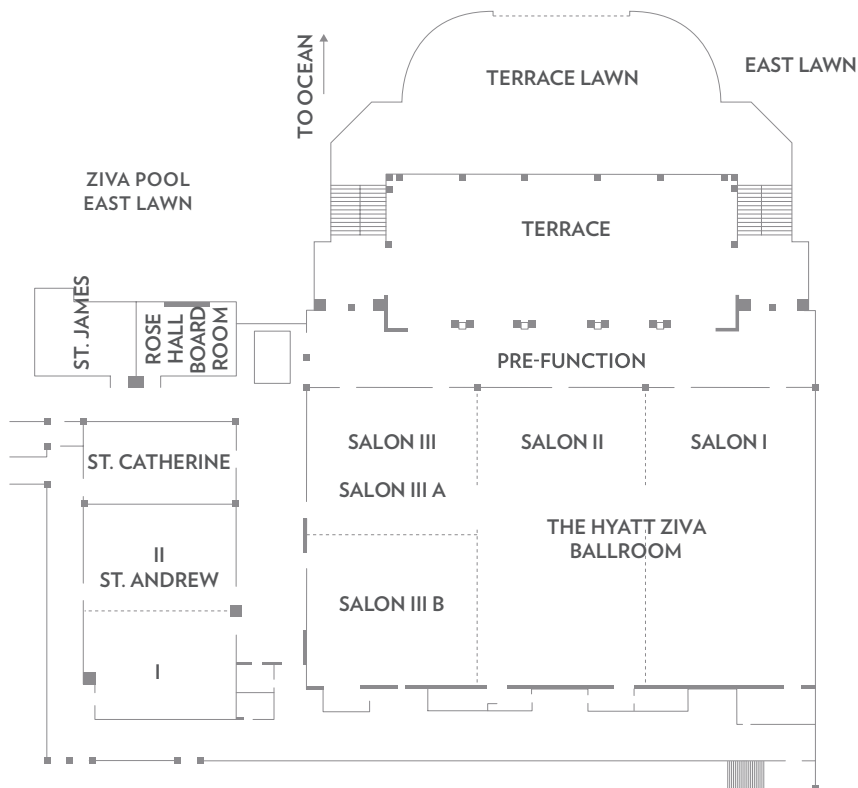 TO OCEAN
TERRACE LAWN
EAST LAWN
ZIVA POOL
EAST LAWN
TERRACE
ST. JAMES
ROSE
HALL
BOARD
ROOM
PRE-FUNCTION
SALON III
SALON II
SALON I
ST. CATHERINE
SALON III A
THE HYATT ZIVA
BALLROOM
II
ST. ANDREW
SALON III B
I